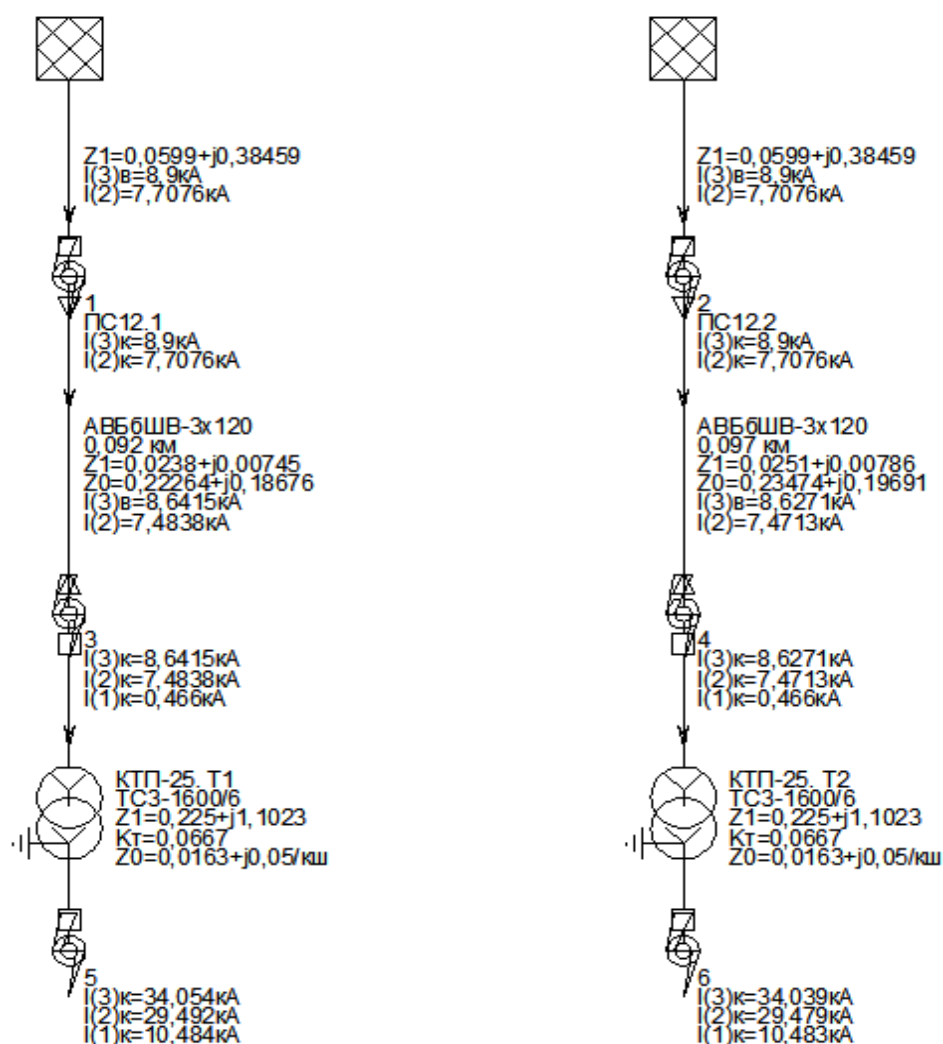 Z1=0,0599+j0,38459
I(3)в=8,9кА
I(2)=7,7076кА
1
ПС12.1
I(3)к=8,9кА
I(2)к=7,7076кА
АВБбШВ-3х120
0,092 км
Z1=0,0238+j0,00745
Z0=0,22264+j0,18676
I(3)в=8,6415кА
I(2)=7,4838кА
3
I(3)к=8,6415кА
I(2)к=7,4838кА
I(1)к=0,466кА
КТП-25. Т1
ТСЗ-1600/6
Z1=0,225+j1,1023
Кт=0,0667
Z0=0,0163+j0,05/кш
5
I(3)к=34,054кА
I(2)к=29,492кА
I(1)к=10,484кА
Z1=0,0599+j0,38459
I(3)в=8,9кА
I(2)=7,7076кА
2
ПС12.2
I(3)к=8,9кА
I(2)к=7,7076кА
АВБбШВ-3х120
0,097 км
Z1=0,0251+j0,00786
Z0=0,23474+j0,19691
I(3)в=8,6271кА
I(2)=7,4713кА
4
I(3)к=8,6271кА
I(2)к=7,4713кА
I(1)к=0,466кА
КТП-25. Т2
ТСЗ-1600/6
Z1=0,225+j1,1023
Кт=0,0667
Z0=0,0163+j0,05/кш
6
I(3)к=34,039кА
I(2)к=29,479кА
I(1)к=10,483кА